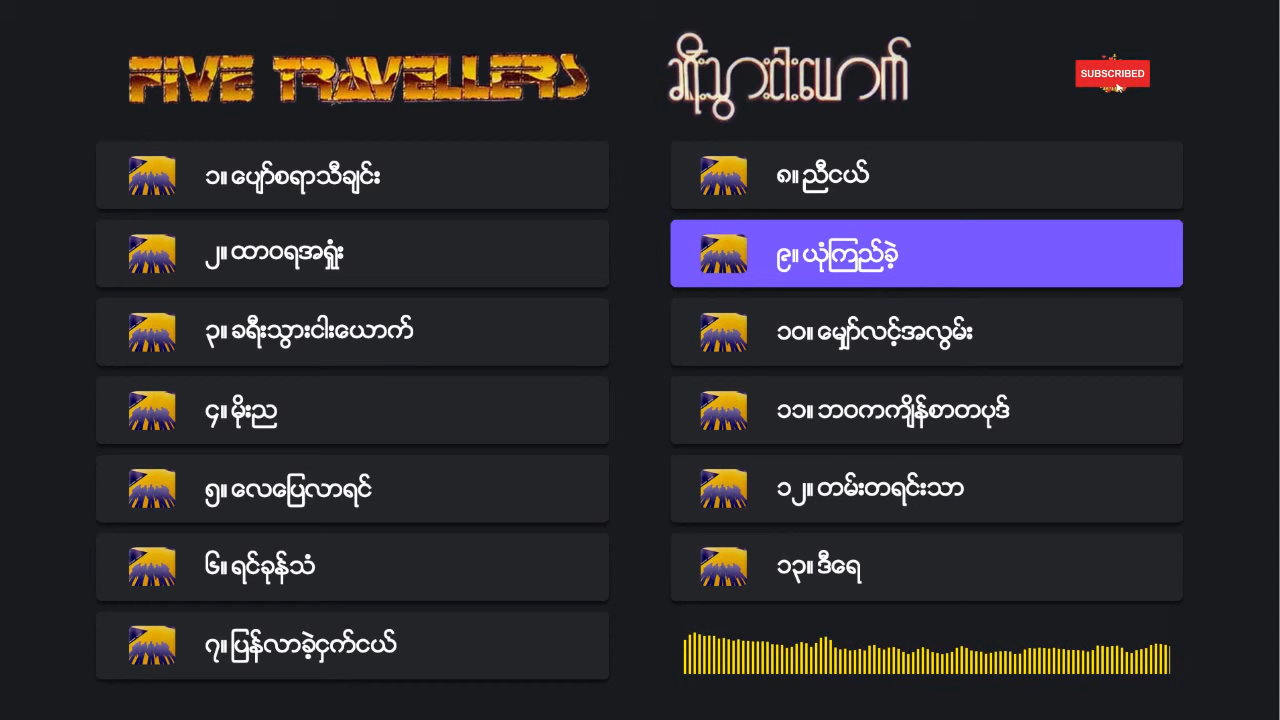 FIVE TRAVELLERS
ခရီးသွားငါးယောက်
SUBSCRIBED
၁။ ပျော်စရာသီချင်း
၂။ ထာဝရအရှုံး
၃။ ခရီးသွားငါးယောက်
၄။ မိုးည
၅။ လေပြေလာရင်
၆။ ရင်ခုန်သံ
၇။ ပြန်လာခဲ့ငှက်ငယ်
၈။ ညီငယ်
၉။ ယုံကြည်ခဲ့
၁၀။ မျှော်လင့်အလွမ်း
၁၁။ ဘဝကကျိန်စာတပုဒ်
၁၂။ တမ်းတရင်းသာ
၁၃။ ဒီရေ